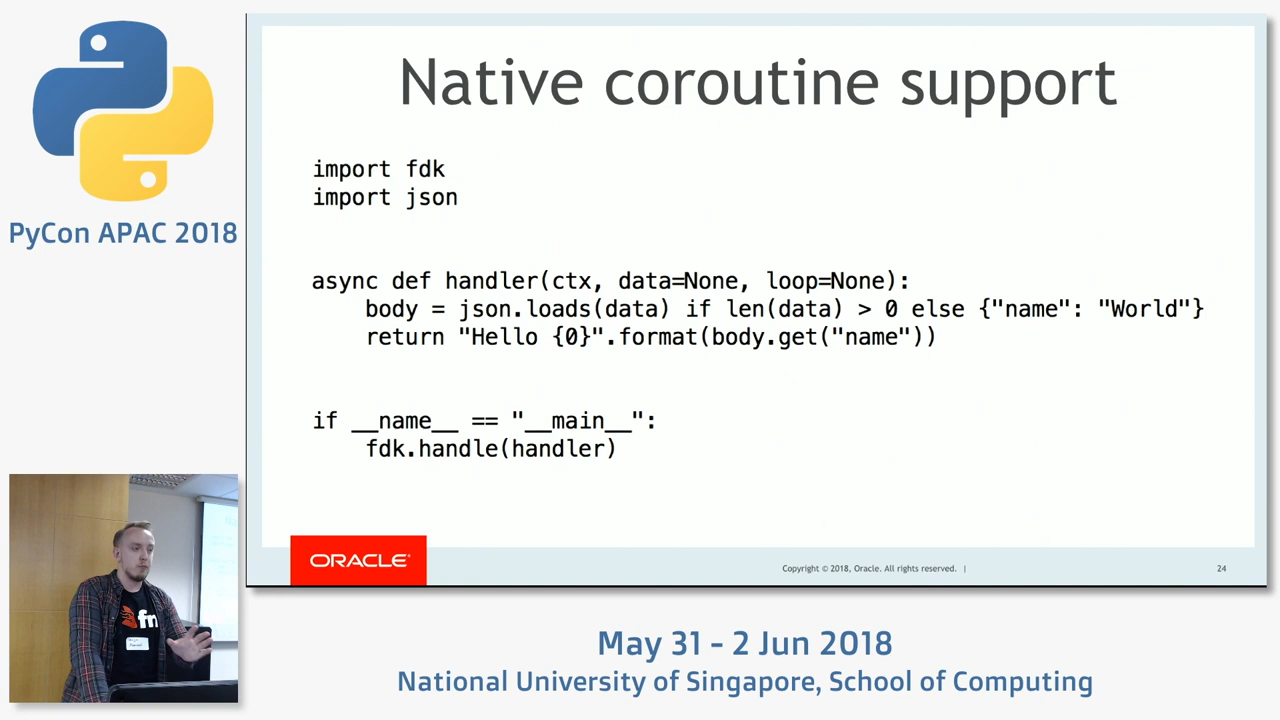 PyCon APAC 2018
Native coroutine support
import fdk
import json
async def handler(ctx, data=None, loop=None):
body = json.loads(data) if len(data) > 0 else {"name": "World"}
return "Hello {0}".format(body.get("name"))
if __name__ == "__main__":
fdk.handle(handler)
ORACLE®
Copyright © 2018, Oracle. All rights reserved. |
24
fn
May 31 - 2 Jun 2018
National University of Singapore, School of Computing